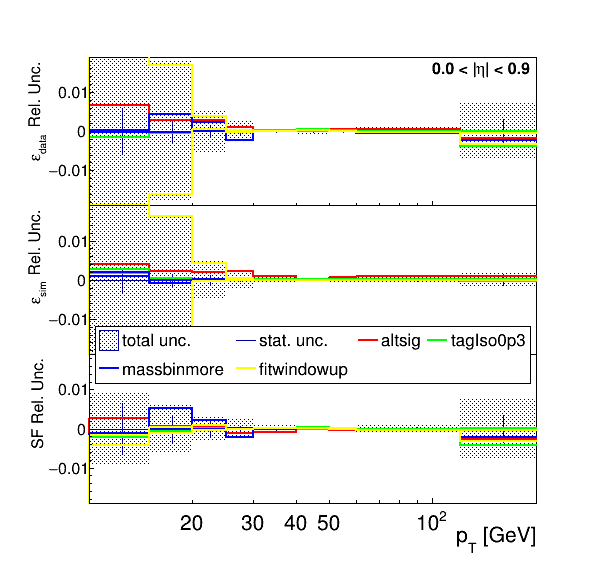 0.0 < |η| < 0.9
ε_data Rel. Unc.
0.01
0
−0.01
ε_sim Rel. Unc.
0.01
0
−0.01
total unc. stat. unc. altsig tagIso0p3
massbinmore fitwindowup
SF Rel. Unc.
0.01
0
−0.01
20 30 40 50 10^2
p_T [GeV]